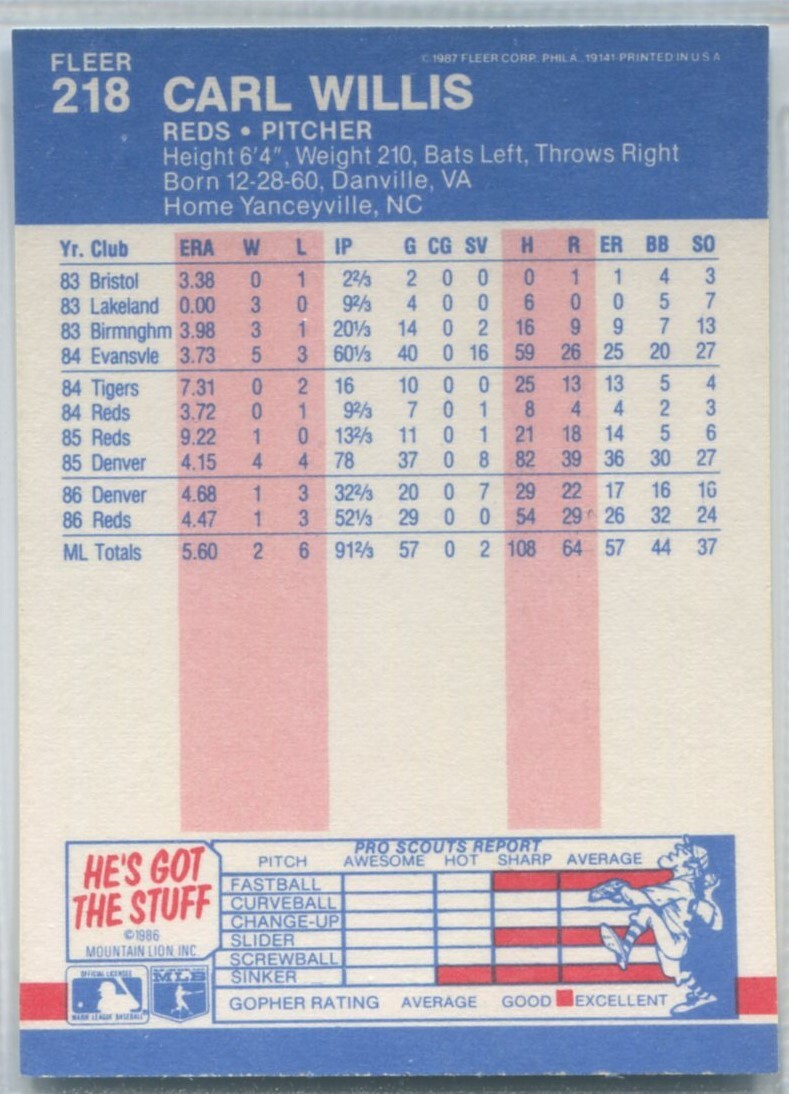 FLEER ©1987 FLEER CORP. PHILA., 19141-PRINTED IN U S A
218 CARL WILLIS
REDS • PITCHER
Height 6'4", Weight 210, Bats Left, Throws Right
Born 12-28-60, Danville, VA
Home Yanceyville, NC
Yr. Club ERA W L IP G CG SV H R ER BB SO
83 Bristol 3.38 0 1 2⅔ 2 0 0 0 1 1 4 3
83 Lakeland 0.00 3 0 9⅔ 4 0 0 6 0 0 5 7
83 Birmnghm 3.98 3 1 20⅓ 14 0 2 16 9 9 7 13
84 Evansvle 3.73 5 3 60⅓ 40 0 16 59 26 25 20 27
84 Tigers 7.31 0 2 16 10 0 0 25 13 13 5 4
84 Reds 3.72 0 1 9⅔ 7 0 1 8 4 4 2 3
85 Reds 9.22 1 0 13⅔ 11 0 1 21 18 14 5 6
85 Denver 4.15 4 4 78 37 0 8 82 39 36 30 27
86 Denver 4.68 1 3 32⅔ 20 0 7 29 22 17 16 16
86 Reds 4.47 1 3 52⅓ 29 0 0 54 29 26 32 24
ML Totals 5.60 2 6 91⅔ 57 0 2 108 64 57 44 37
HE'S GOT
THE STUFF
©1986
MOUNTAIN LION, INC.
PRO SCOUTS REPORT
PITCH AWESOME HOT SHARP AVERAGE
FASTBALL
CURVEBALL
CHANGE-UP
SLIDER
SCREWBALL
SINKER
GOPHER RATING AVERAGE GOOD EXCELLENT
OFFICIAL LICENSEE
MAJOR LEAGUE BASEBALL
MLB